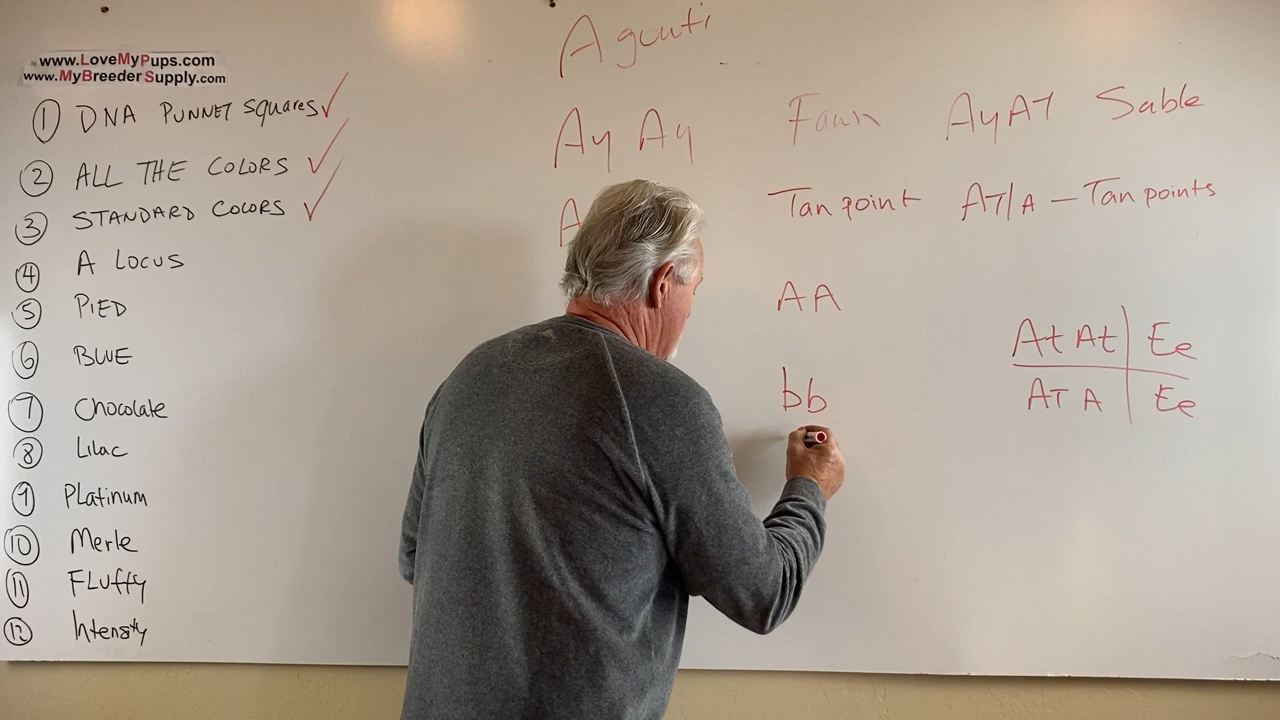 www.LoveMyPups.com
www.MyBreederSupply.com
① DNA PUNNET Squares ✓
② ALL THE COLORS ✓
③ STANDARD COLORS ✓
④ A LOCUS
⑤ PIED
⑥ BLUE
⑦ Chocolate
⑧ Lilac
⑨ Platinum
⑩ Merle
⑪ FLuffy
⑫ Intensity
Agouti
Ay Ay Fawn AyAT Sable
A Tan point AT/A - Tan points
AA
bb
At At Ee
AT A Ee